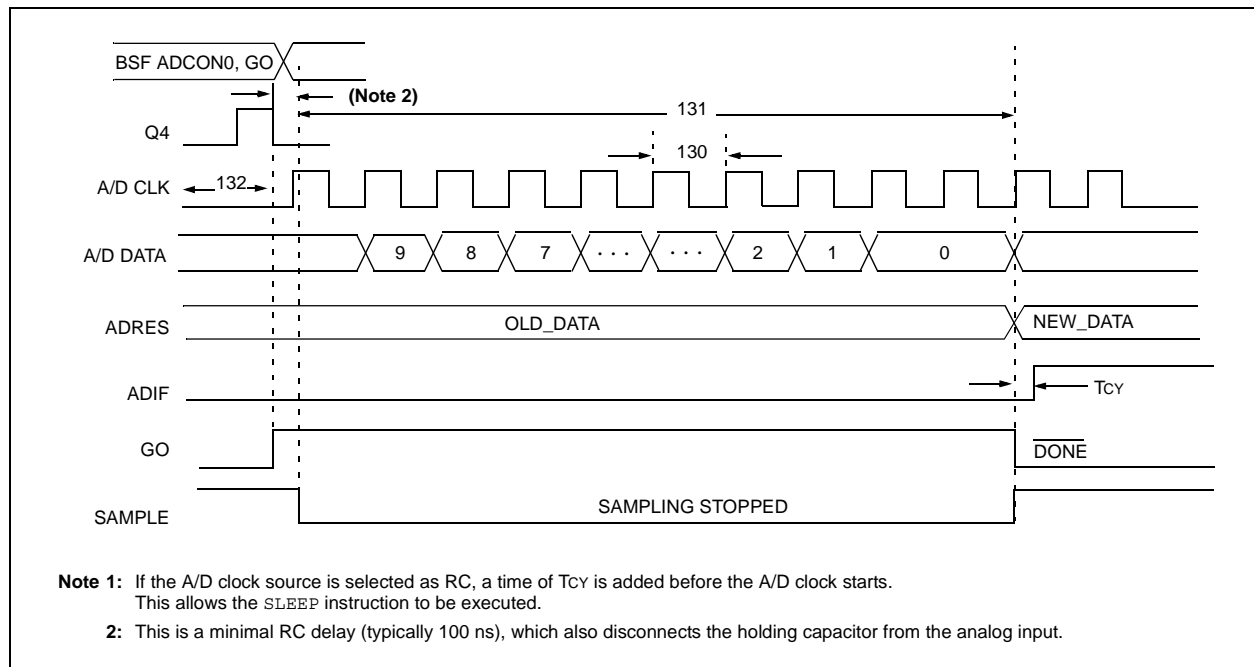 BSF ADCON0, GO
(Note 2)
131
Q4
130
A/D CLK
132
A/D DATA
9 8 7 · · · · · · 2 1 0
ADRES
OLD_DATA
NEW_DATA
ADIF
TCY
GO
DONE
SAMPLE
SAMPLING STOPPED
Note 1: If the A/D clock source is selected as RC, a time of TCY is added before the A/D clock starts.
This allows the SLEEP instruction to be executed.
2: This is a minimal RC delay (typically 100 ns), which also disconnects the holding capacitor from the analog input.